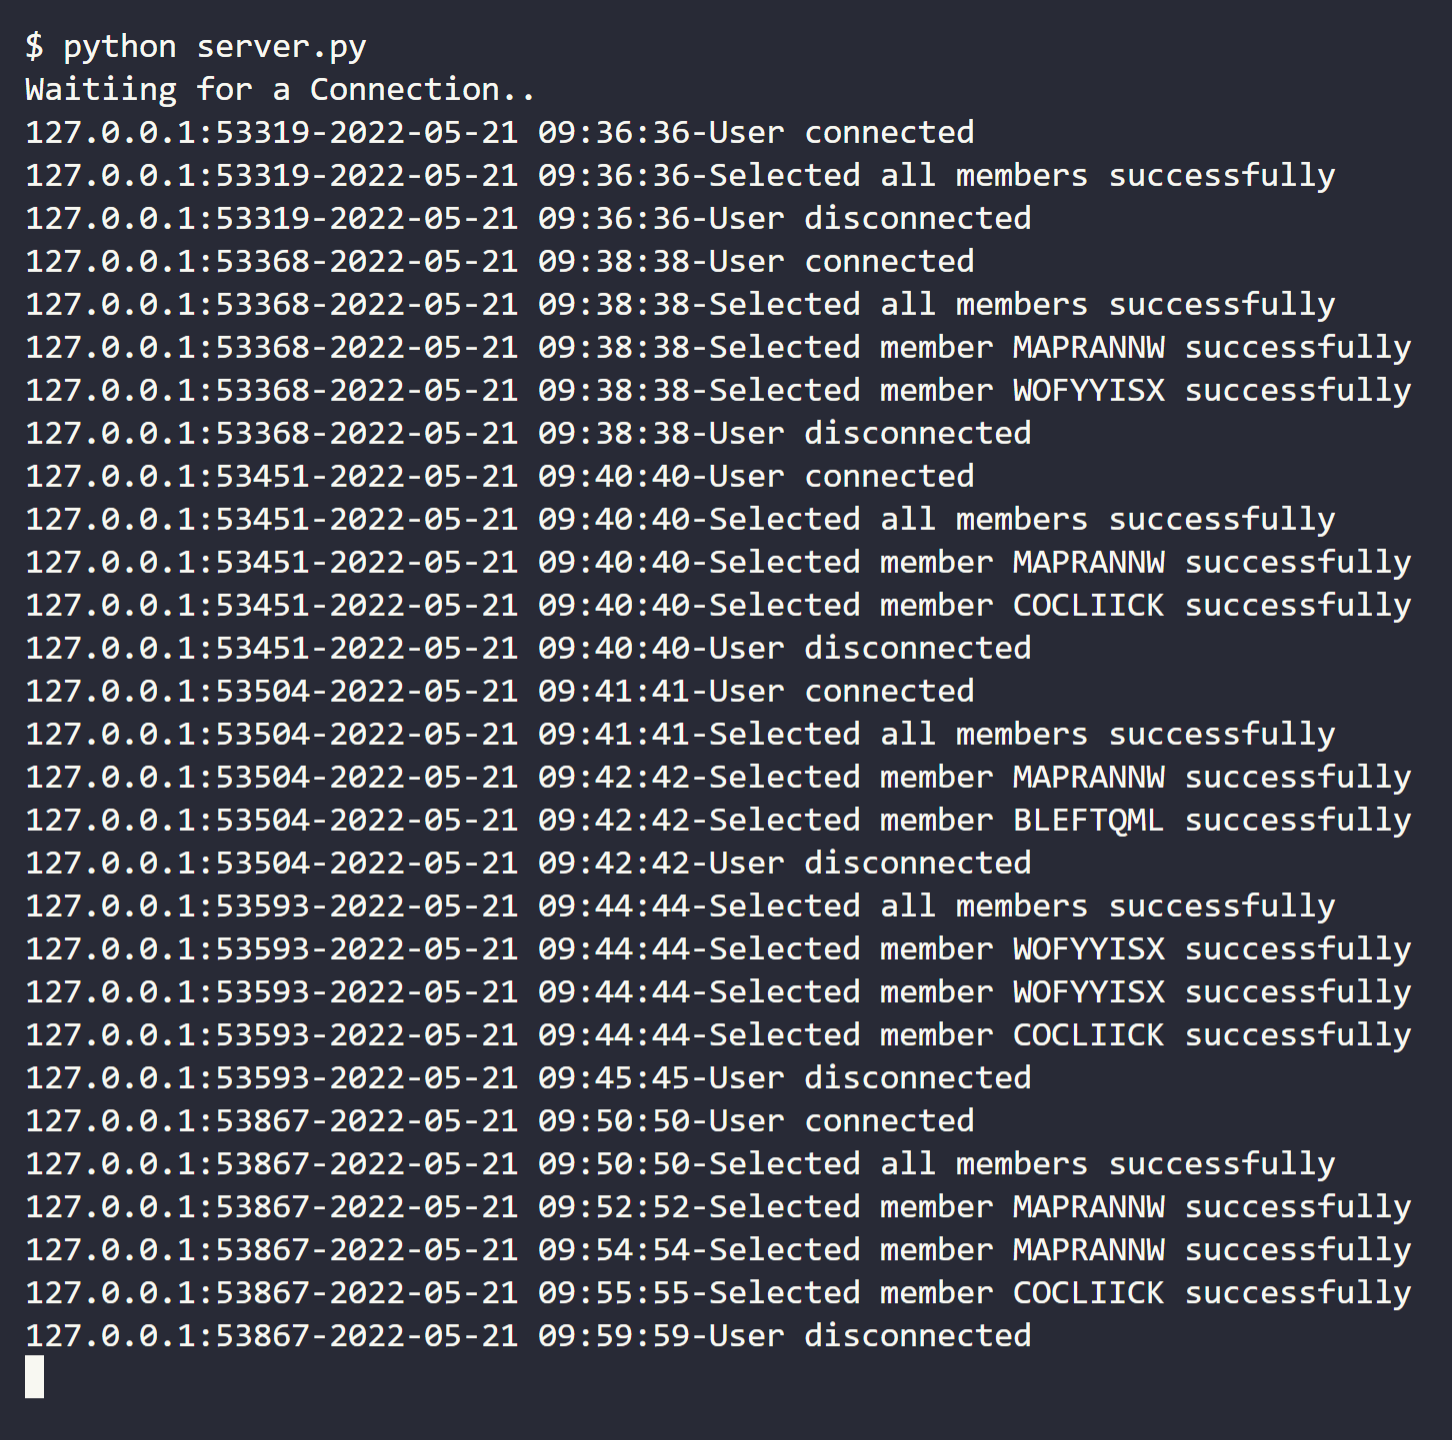 $ python server.py
Waitiing for a Connection..
127.0.0.1:53319-2022-05-21 09:36:36-User connected
127.0.0.1:53319-2022-05-21 09:36:36-Selected all members successfully
127.0.0.1:53319-2022-05-21 09:36:36-User disconnected
127.0.0.1:53368-2022-05-21 09:38:38-User connected
127.0.0.1:53368-2022-05-21 09:38:38-Selected all members successfully
127.0.0.1:53368-2022-05-21 09:38:38-Selected member MAPRANNW successfully
127.0.0.1:53368-2022-05-21 09:38:38-Selected member WOFYYISX successfully
127.0.0.1:53368-2022-05-21 09:38:38-User disconnected
127.0.0.1:53451-2022-05-21 09:40:40-User connected
127.0.0.1:53451-2022-05-21 09:40:40-Selected all members successfully
127.0.0.1:53451-2022-05-21 09:40:40-Selected member MAPRANNW successfully
127.0.0.1:53451-2022-05-21 09:40:40-Selected member COCLIICK successfully
127.0.0.1:53451-2022-05-21 09:40:40-User disconnected
127.0.0.1:53504-2022-05-21 09:41:41-User connected
127.0.0.1:53504-2022-05-21 09:41:41-Selected all members successfully
127.0.0.1:53504-2022-05-21 09:42:42-Selected member MAPRANNW successfully
127.0.0.1:53504-2022-05-21 09:42:42-Selected member BLEFTQML successfully
127.0.0.1:53504-2022-05-21 09:42:42-User disconnected
127.0.0.1:53593-2022-05-21 09:44:44-Selected all members successfully
127.0.0.1:53593-2022-05-21 09:44:44-Selected member WOFYYISX successfully
127.0.0.1:53593-2022-05-21 09:44:44-Selected member WOFYYISX successfully
127.0.0.1:53593-2022-05-21 09:44:44-Selected member COCLIICK successfully
127.0.0.1:53593-2022-05-21 09:45:45-User disconnected
127.0.0.1:53867-2022-05-21 09:50:50-User connected
127.0.0.1:53867-2022-05-21 09:50:50-Selected all members successfully
127.0.0.1:53867-2022-05-21 09:52:52-Selected member MAPRANNW successfully
127.0.0.1:53867-2022-05-21 09:54:54-Selected member MAPRANNW successfully
127.0.0.1:53867-2022-05-21 09:55:55-Selected member COCLIICK successfully
127.0.0.1:53867-2022-05-21 09:59:59-User disconnected